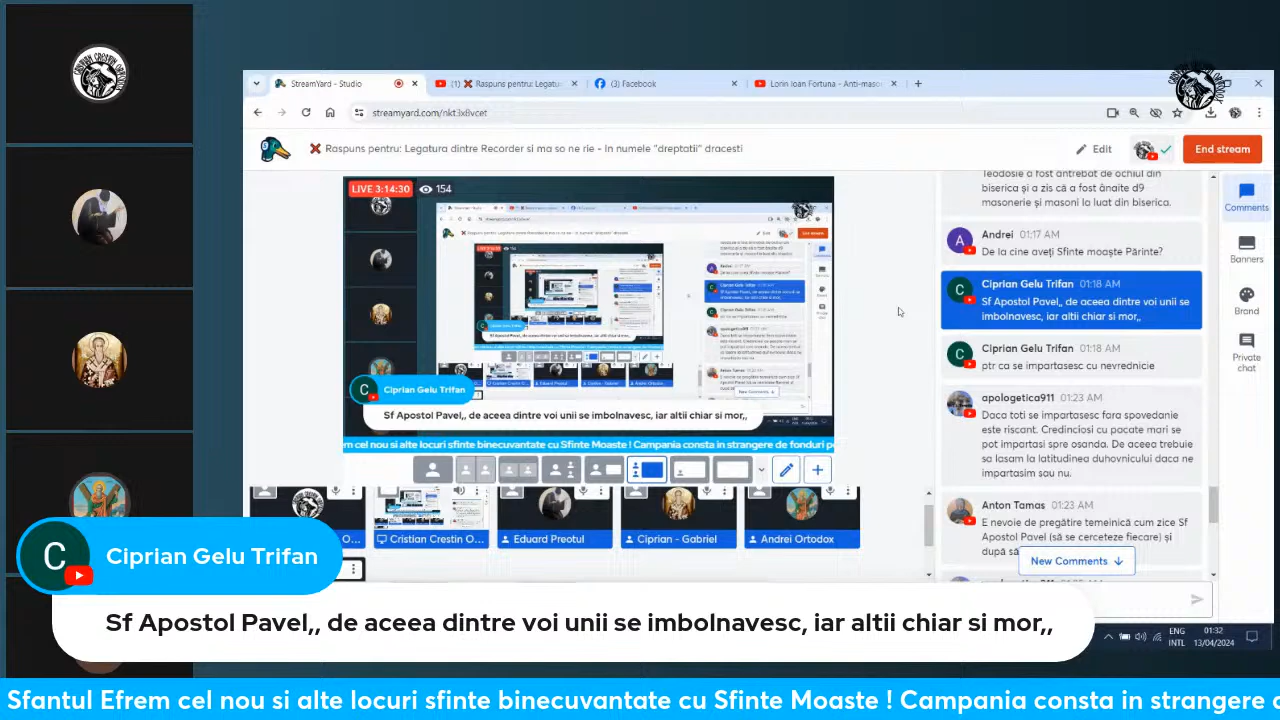 StreamYard - Studio
(1) ❌ Raspuns pentru: Legatu
(3) Facebook
Lorin Ioan Fortuna - Anti-maso
streamyard.com/nkt3x8vcet
❌ Raspuns pentru: Legatura dintre Recorder si ma so ne rie - in numele "dreptatii" dracesti
Edit
End stream
LIVE 3:14:30
154
Ciprian Gelu Trifan
Sf Apostol Pavel,, de aceea dintre voi unii se imbolnavesc, iar altii chiar si mor,,
em cel nou si alte locuri sfinte binecuvantate cu Sfinte Moaste ! Campania consta in strangere de fonduri pe
O...
Cristian Crestin O...
Eduard Preotul
Ciprian - Gabriel
Andrei Ortodox
Teodosie a fost antrebat de ochiul din
biserica și a zis că a fost ânaite d9
masonerie și masoni la luat din biserica.
Andrei 01:17 AM
De la cine aveți Sfinte moaște Părinte?
Ciprian Gelu Trifan 01:18 AM
Sf Apostol Pavel,, de aceea dintre voi unii se
imbolnavesc, iar altii chiar si mor,,
Ciprian Gelu Trifan 01:18 AM
ptr ca se impartasesc cu nevrednicie
apologetica911 01:23 AM
Daca toti se impartasesc fara spovedanie
este riscant. Credinciosi cu pacate mari se
pot impartasi spre osanda. De aceea trebuie
sa lasam la latitudinea duhovnicului daca ne
impartasim sau nu.
Anton Tamas 01:23 AM
E nevoie de pregătire temeinică cum zice Sf
Apostol Pavel (să se cerceteze fiecare) și
după să
New Comments
Comments
Banners
Brand
Private
chat
ENG
INTL
01:32
13/04/2024
C
Ciprian Gelu Trifan
Sf Apostol Pavel,, de aceea dintre voi unii se imbolnavesc, iar altii chiar si mor,,
Sfantul Efrem cel nou si alte locuri sfinte binecuvantate cu Sfinte Moaste ! Campania consta in strangere